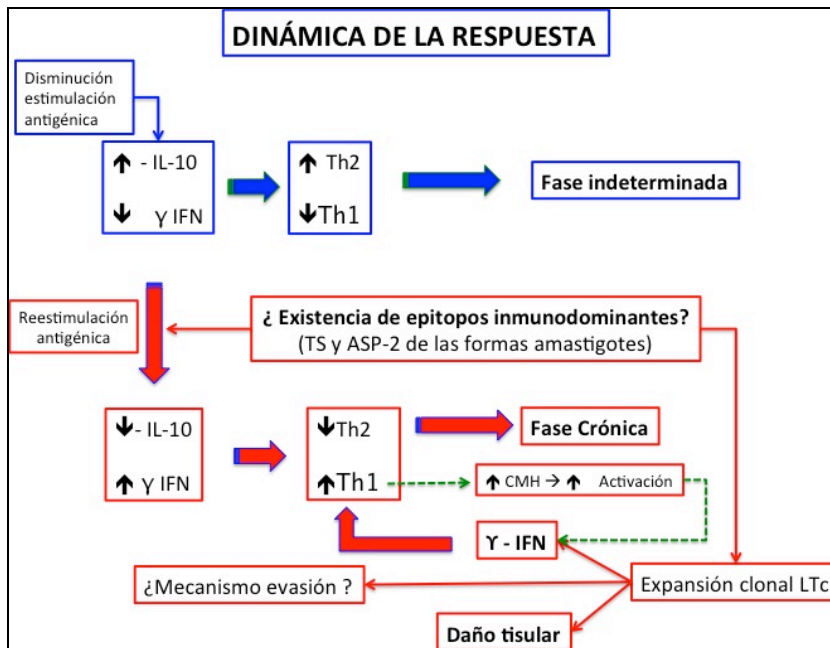 DINÁMICA DE LA RESPUESTA
Disminución
estimulación
antigénica
↑ - IL-10
↓ γ IFN
↑ Th2
↓ Th1
Fase indeterminada
Reestimulación
antigénica
¿ Existencia de epitopos inmunodominantes?
(TS y ASP-2 de las formas amastigotes)
↓ - IL-10
↑ γ IFN
↓ Th2
↑ Th1
Fase Crónica
↑ CMH → ↑ Activación
ϒ - IFN
¿Mecanismo evasión ?
Expansión clonal LTc
Daño tisular